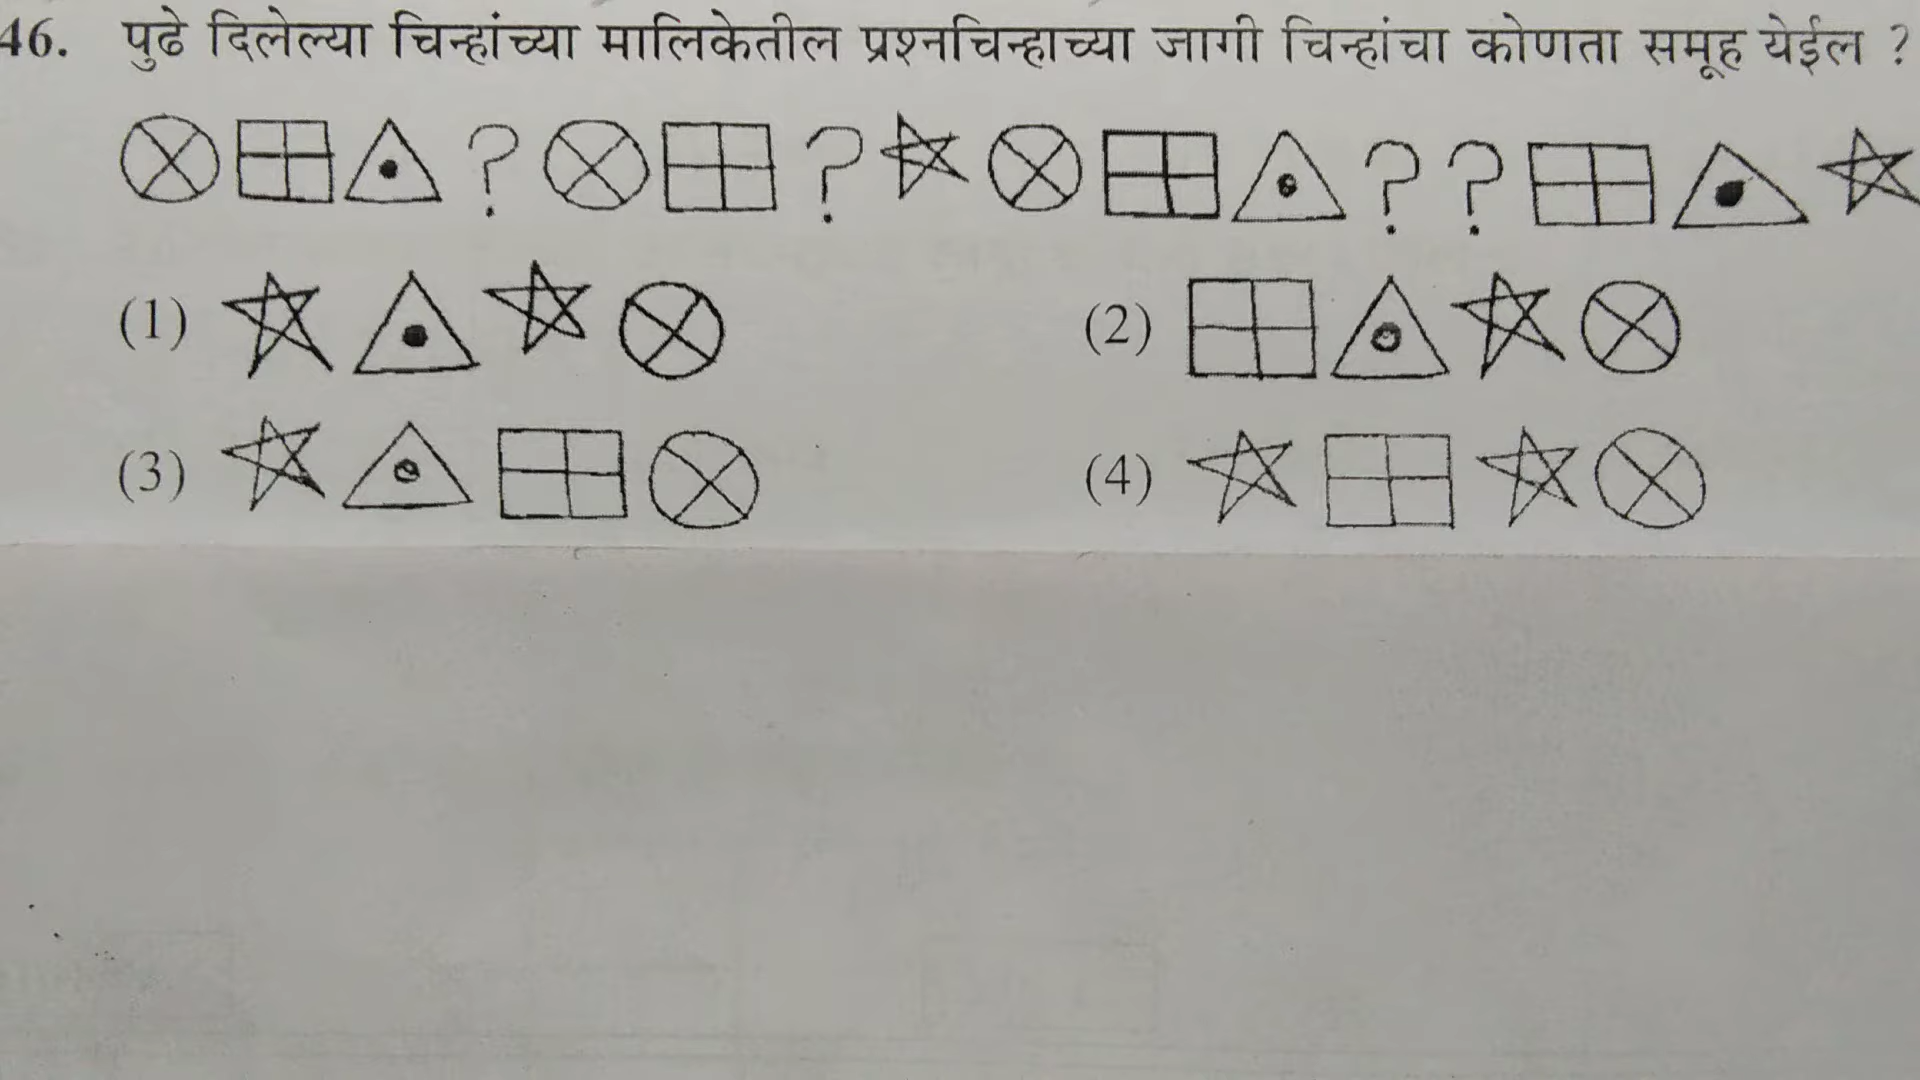 46. पुढे दिलेल्या चिन्हांच्या मालिकेतील प्रश्नचिन्हाच्या जागी चिन्हांचा कोणता समूह येईल ?
? ? ? ?
(1) (2)
(3) (4)